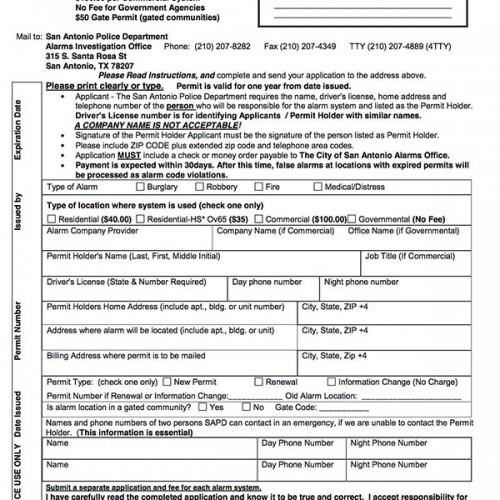 No Fee for Government Agencies
$50 Gate Permit (gated communities)
Mail to: San Antonio Police Department
Alarms Investigation Office Phone: (210) 207-8282 Fax (210) 207-4349 TTY (210) 207-4889 (4TTY)
315 S. Santa Rosa St
San Antonio, TX 78207
Please Read Instructions, and complete and send your application to the address above.
Please print clearly or type. Permit is valid for one year from date issued.
• Applicant - The San Antonio Police Department requires the name, driver's license, home address and
telephone number of the person who will be responsible for the alarm system and listed as the Permit Holder.
Driver's License number is for identifying Applicants / Permit Holder with similar names.
A COMPANY NAME IS NOT ACCEPTABLE!
• Signature of the Permit Holder Applicant must be the signature of the person listed as Permit Holder.
• Please include ZIP CODE plus extended zip code and telephone area codes.
• Application MUST include a check or money order payable to The City of San Antonio Alarms Office.
• Payment is expected within 30days. After this time, false alarms at locations with expired permits will
be processed as alarm code violations.
Type of Alarm Burglary Robbery Fire Medical/Distress
Type of location where system is used (check one only)
Residential ($40.00) Residential-HS* Ov65 ($35) Commercial ($100.00) Governmental (No Fee)
Alarm Company Provider Company Name (if Commercial) Office Name (if Governmental)
Permit Holder's Name (Last, First, Middle Initial) Job Title (if Commercial)
Driver's License (State & Number Required) Day phone number Night phone number
Permit Holders Home Address (include apt., bldg. or unit number) City, State, ZIP +4
Address where alarm will be located (include apt., bldg. or unit) City, State, ZIP +4
Billing Address where permit is to be mailed City, State, ZIP +4
Permit Type: (check one only) New Permit Renewal Information Change (No Charge)
Permit Number if Renewal or Information Change:____________ Old Alarm Location: ____________
Is alarm location in a gated community? Yes No Gate Code: ____________
Names and phone numbers of two persons SAPD can contact in an emergency, if we are unable to contact the Permit
Holder. (This information is essential)
Name Day Phone Number Night Phone Number
Name Day Phone Number Night Phone Number
Submit a separate application and fee for each alarm system.
I have carefully read the completed application and know it to be true and correct. I accept responsibility for
Expiration Date
Issued by
Permit Number
Date Issued
CE USE ONLY